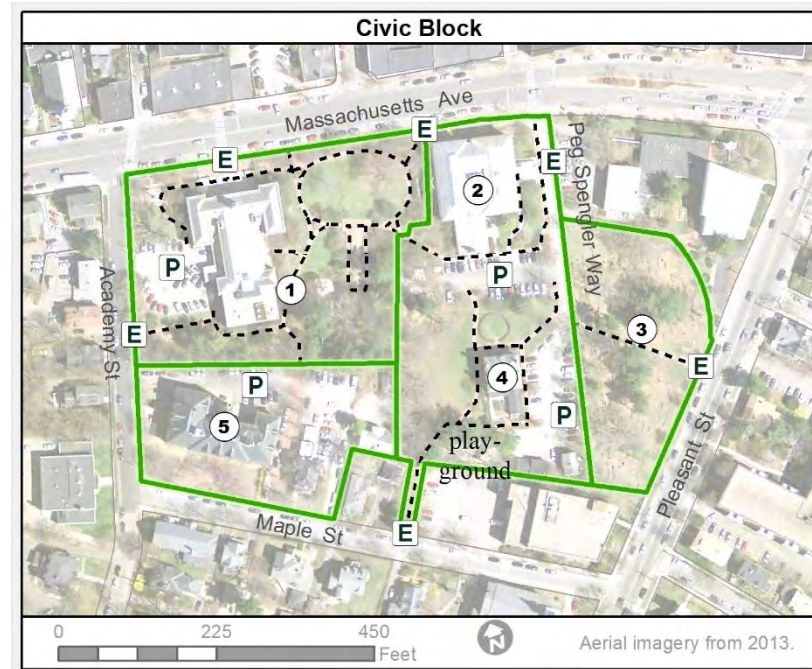 Civic Block
Massachusetts Ave
E
E
E
Peg Spengler Way
2
P
P
1
3
Academy St
E
E
P
4
5
P
play-
ground
Pleasant St
Maple St
E
0
225
450
Feet
N
Aerial imagery from 2013.